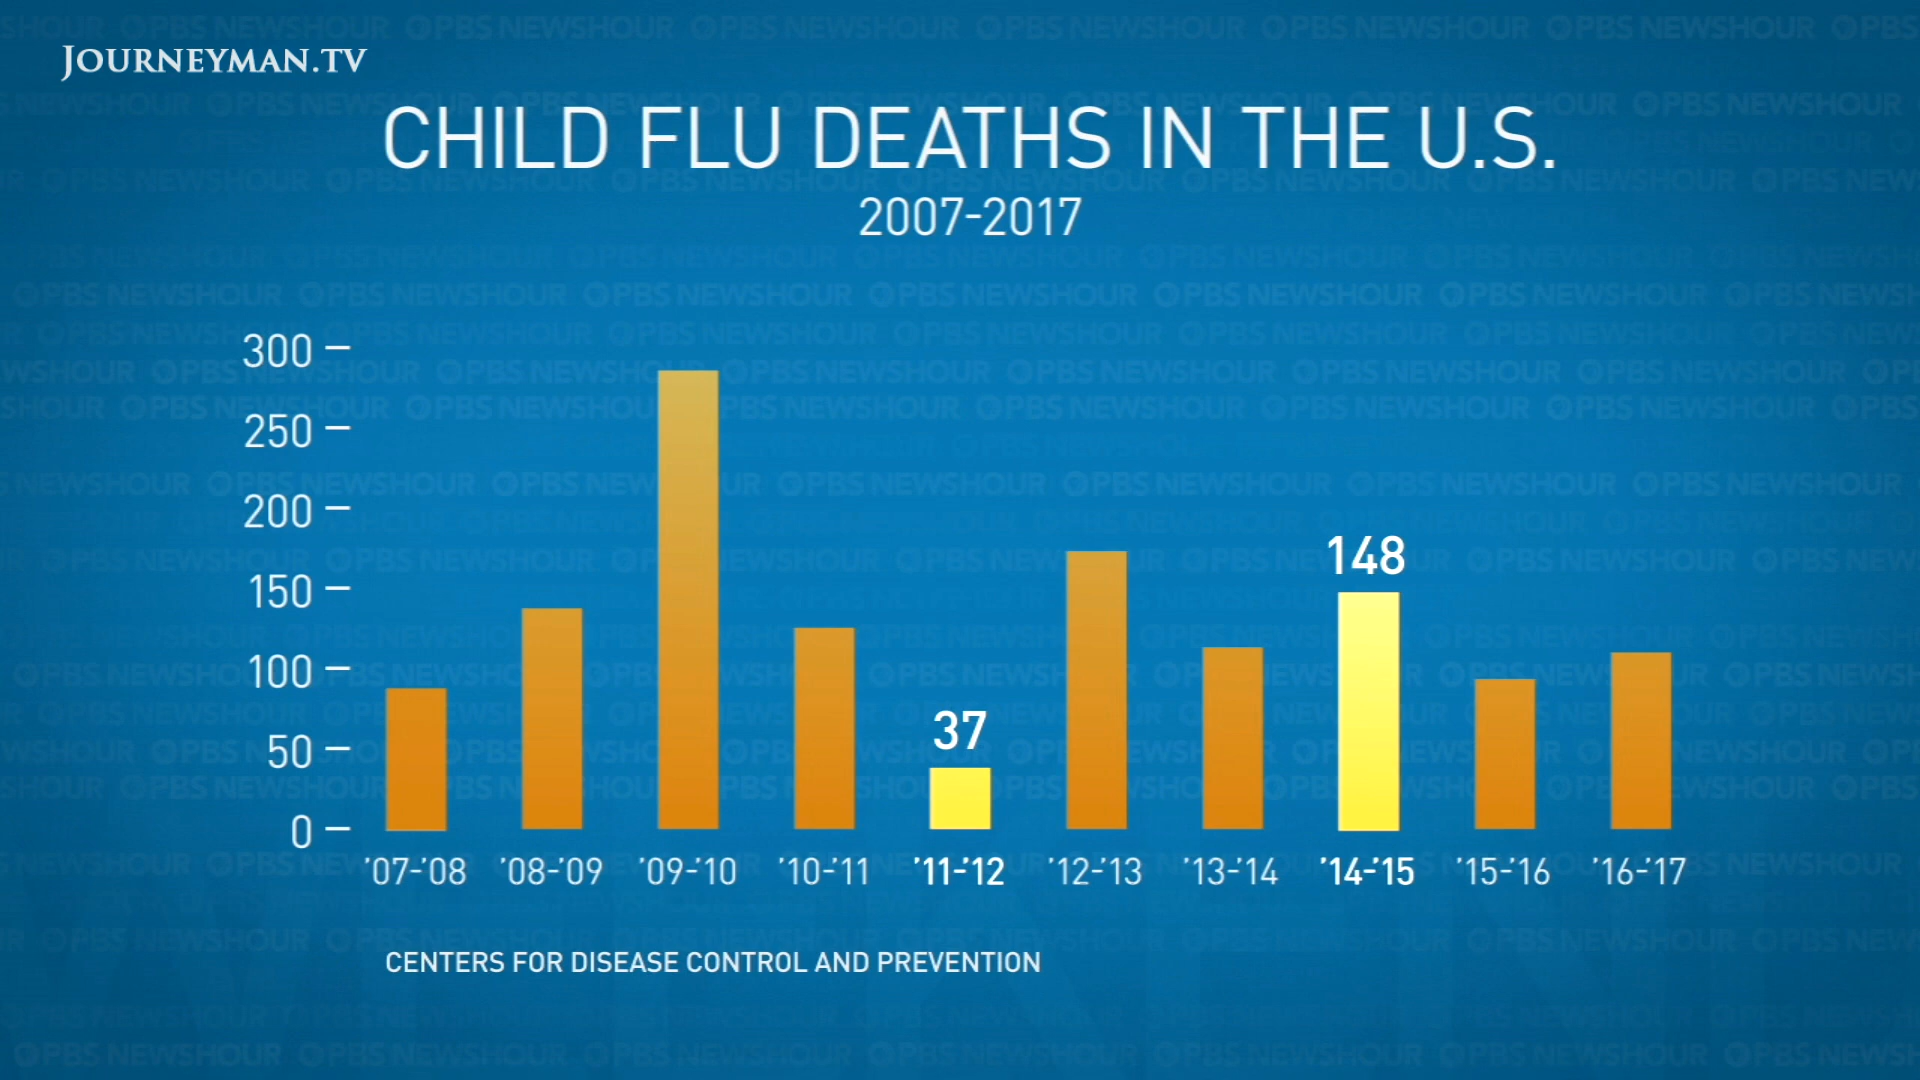 JOURNEYMAN.TV
CHILD FLU DEATHS IN THE U.S.
2007-2017
300
250
200
150
100
50
0
148
37
'07-'08 '08-'09 '09-'10 '10-'11 '11-'12 '12-'13 '13-'14 '14-'15 '15-'16 '16-'17
CENTERS FOR DISEASE CONTROL AND PREVENTION
PBS NEWSHOUR